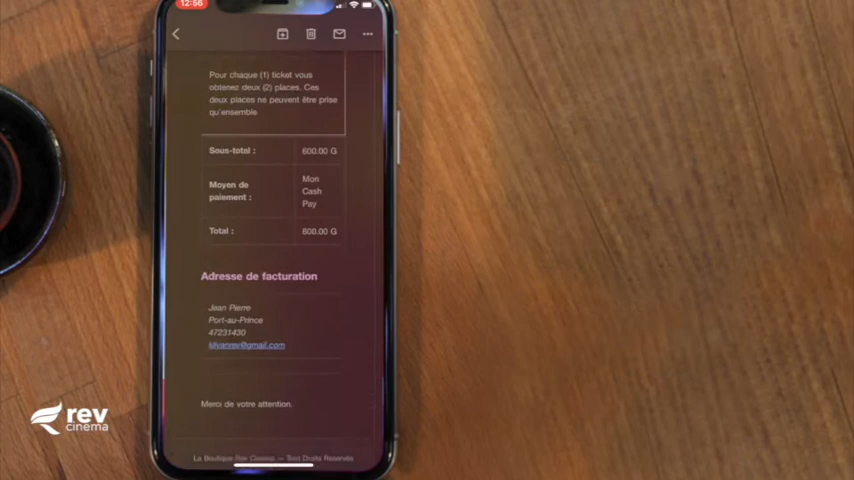 12:56
Pour chaque (1) ticket vous
obtenez deux (2) places. Ces
deux places ne peuvent être prise
qu'ensemble
Sous-total : 600.00 G
Moyen de
paiement :
Mon
Cash
Pay
Total : 600.00 G
Adresse de facturation
Jean Pierre
Port-au-Prince
47231430
Merci de votre attention.
La Boutique Rev Cinema — Tous Droits Réservés
rev
cinema